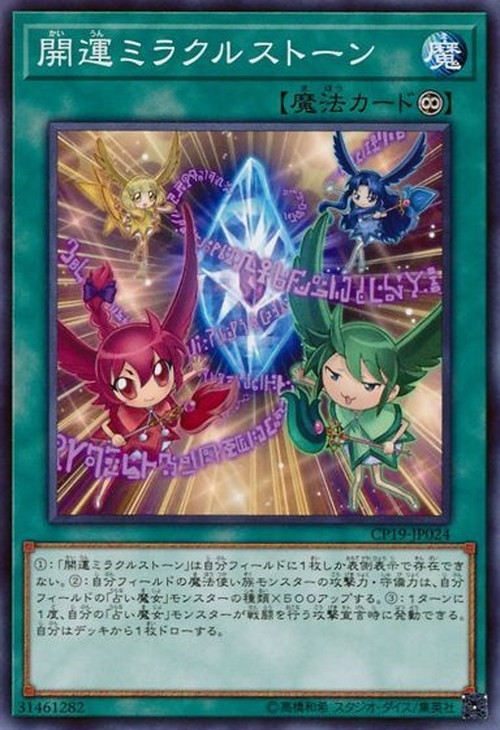 開運ミラクルストーン
魔
【魔法カード】
CP19-JP024
①：「開運ミラクルストーン」は自分フィールドに1枚しか表側表示で存在で
きない。②：自分フィールドの魔法使い族モンスターの攻撃力・守備力は、自分
フィールドの「占い魔女」モンスターの種類×500アップする。③：1ターンに
1度、自分の「占い魔女」モンスターが戦闘を行う攻撃宣言時に発動できる。
自分はデッキから1枚ドローする。
31461282
©高橋和希 スタジオ・ダイス/集英社